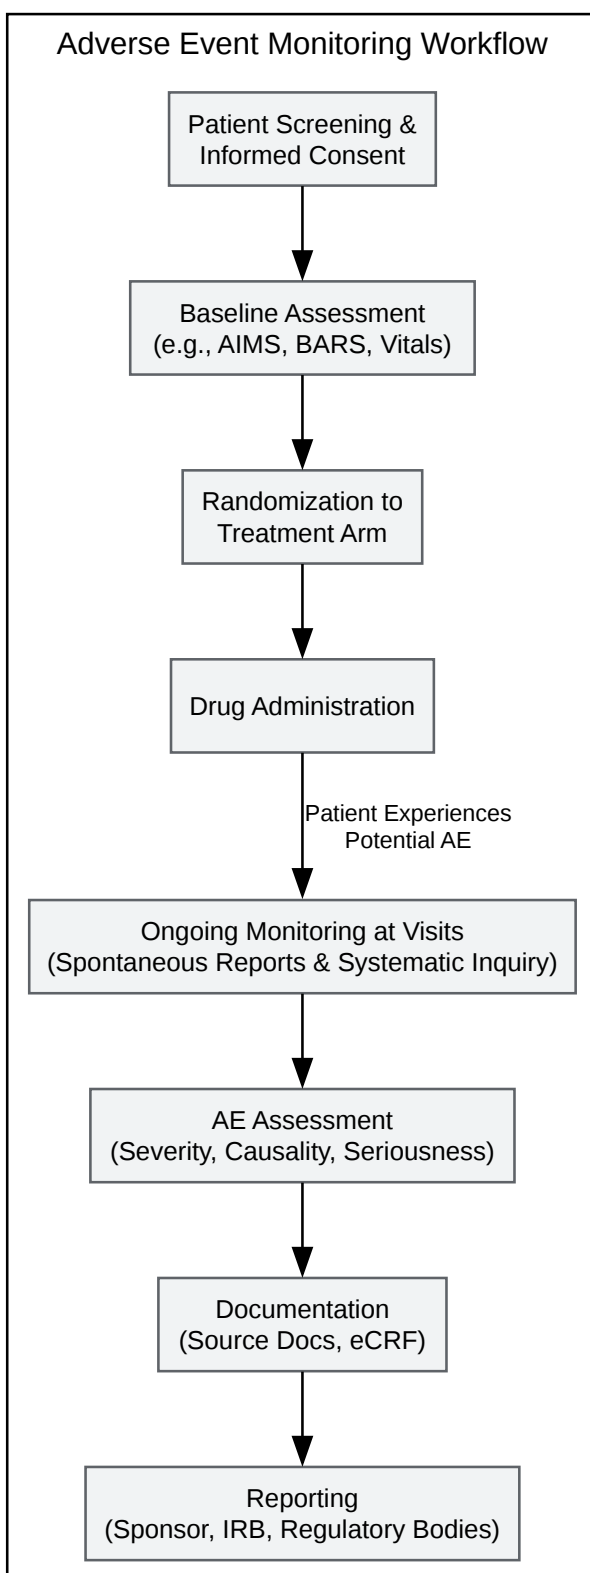 Adverse Event Monitoring Workflow
Patient Screening &
Informed Consent
Baseline Assessment
(e.g., AIMS, BARS, Vitals)
Randomization to
Treatment Arm
Drug Administration
Patient Experiences
Potential AE
Ongoing Monitoring at Visits
(Spontaneous Reports & Systematic Inquiry)
AE Assessment
(Severity, Causality, Seriousness)
Documentation
(Source Docs, eCRF)
Reporting
(Sponsor, IRB, Regulatory Bodies)